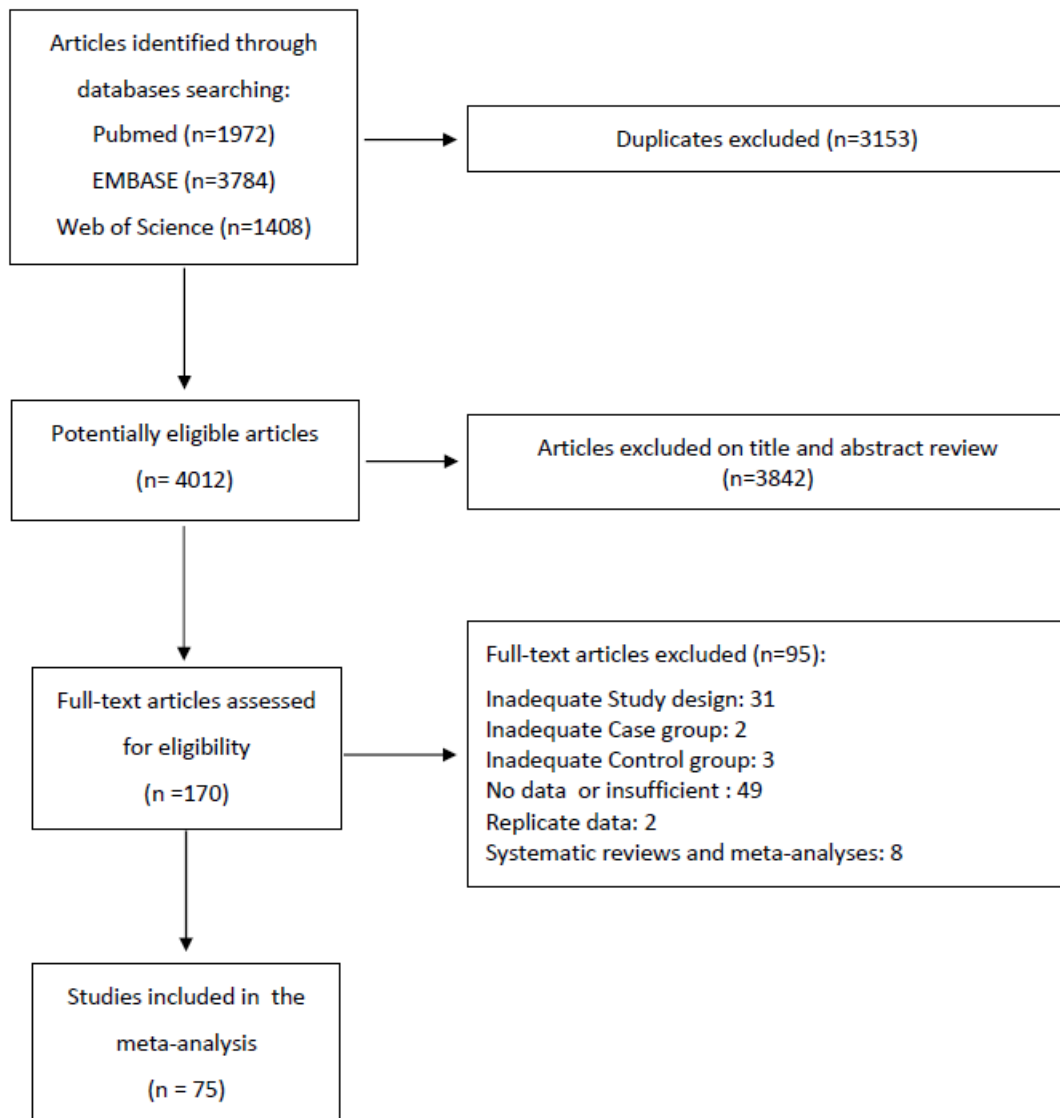 Articles identified through
databases searching:
Pubmed (n=1972)
EMBASE (n=3784)
Web of Science (n=1408)
Duplicates excluded (n=3153)
Potentially eligible articles
(n= 4012)
Articles excluded on title and abstract review
(n=3842)
Full-text articles assessed
for eligibility
(n =170)
Full-text articles excluded (n=95):
Inadequate Study design: 31
Inadequate Case group: 2
Inadequate Control group: 3
No data  or insufficient : 49
Replicate data: 2
Systematic reviews and meta-analyses: 8
Studies included in  the
meta-analysis
(n = 75)